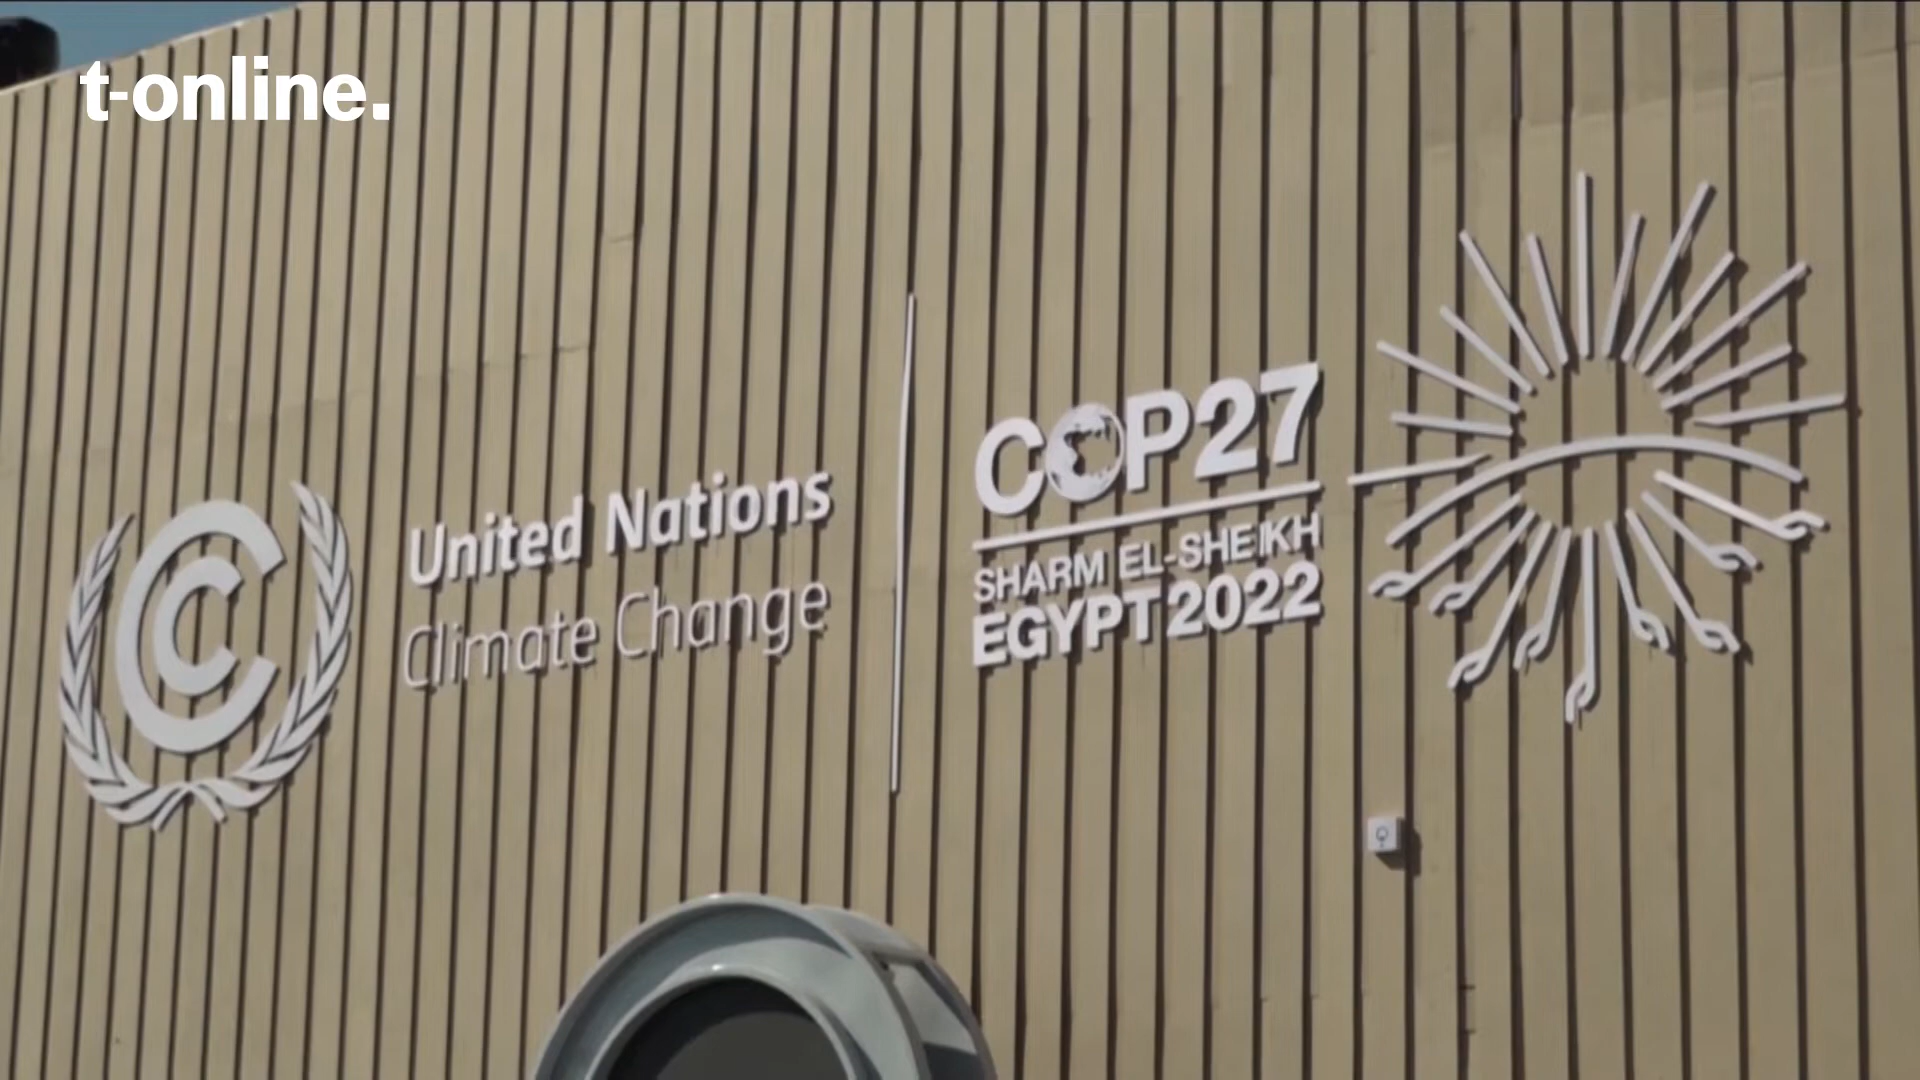 t-online.
United Nations
Climate Change
COP27
SHARM EL-SHEIKH
EGYPT 2022